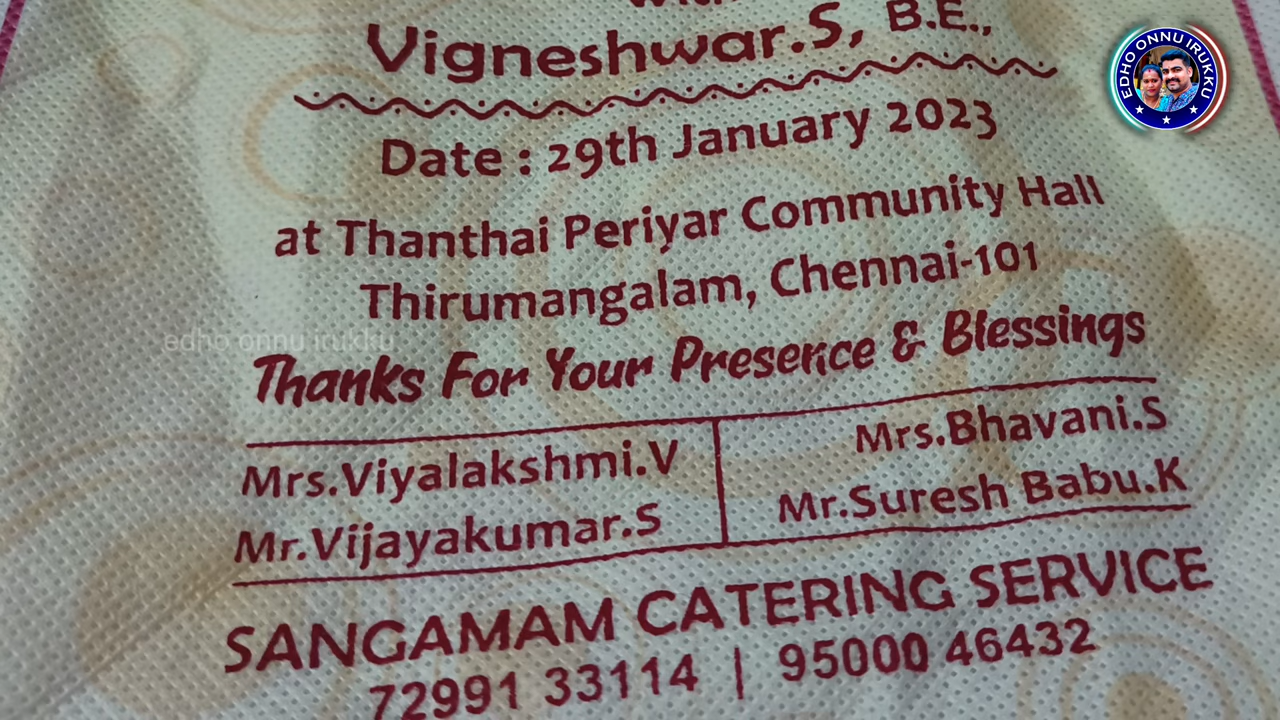 Vigneshwar.S, B.E.,
Date : 29th January 2023
at Thanthai Periyar Community Hall
Thirumangalam, Chennai-101
Thanks For Your Presence & Blessings
Mrs.Viyalakshmi.V
Mr.Vijayakumar.S
Mrs.Bhavani.S
Mr.Suresh Babu.K
SANGAMAM CATERING SERVICE
72991 33114 | 95000 46432
EDHO ONNU IRUKKU
edho onnu irukku